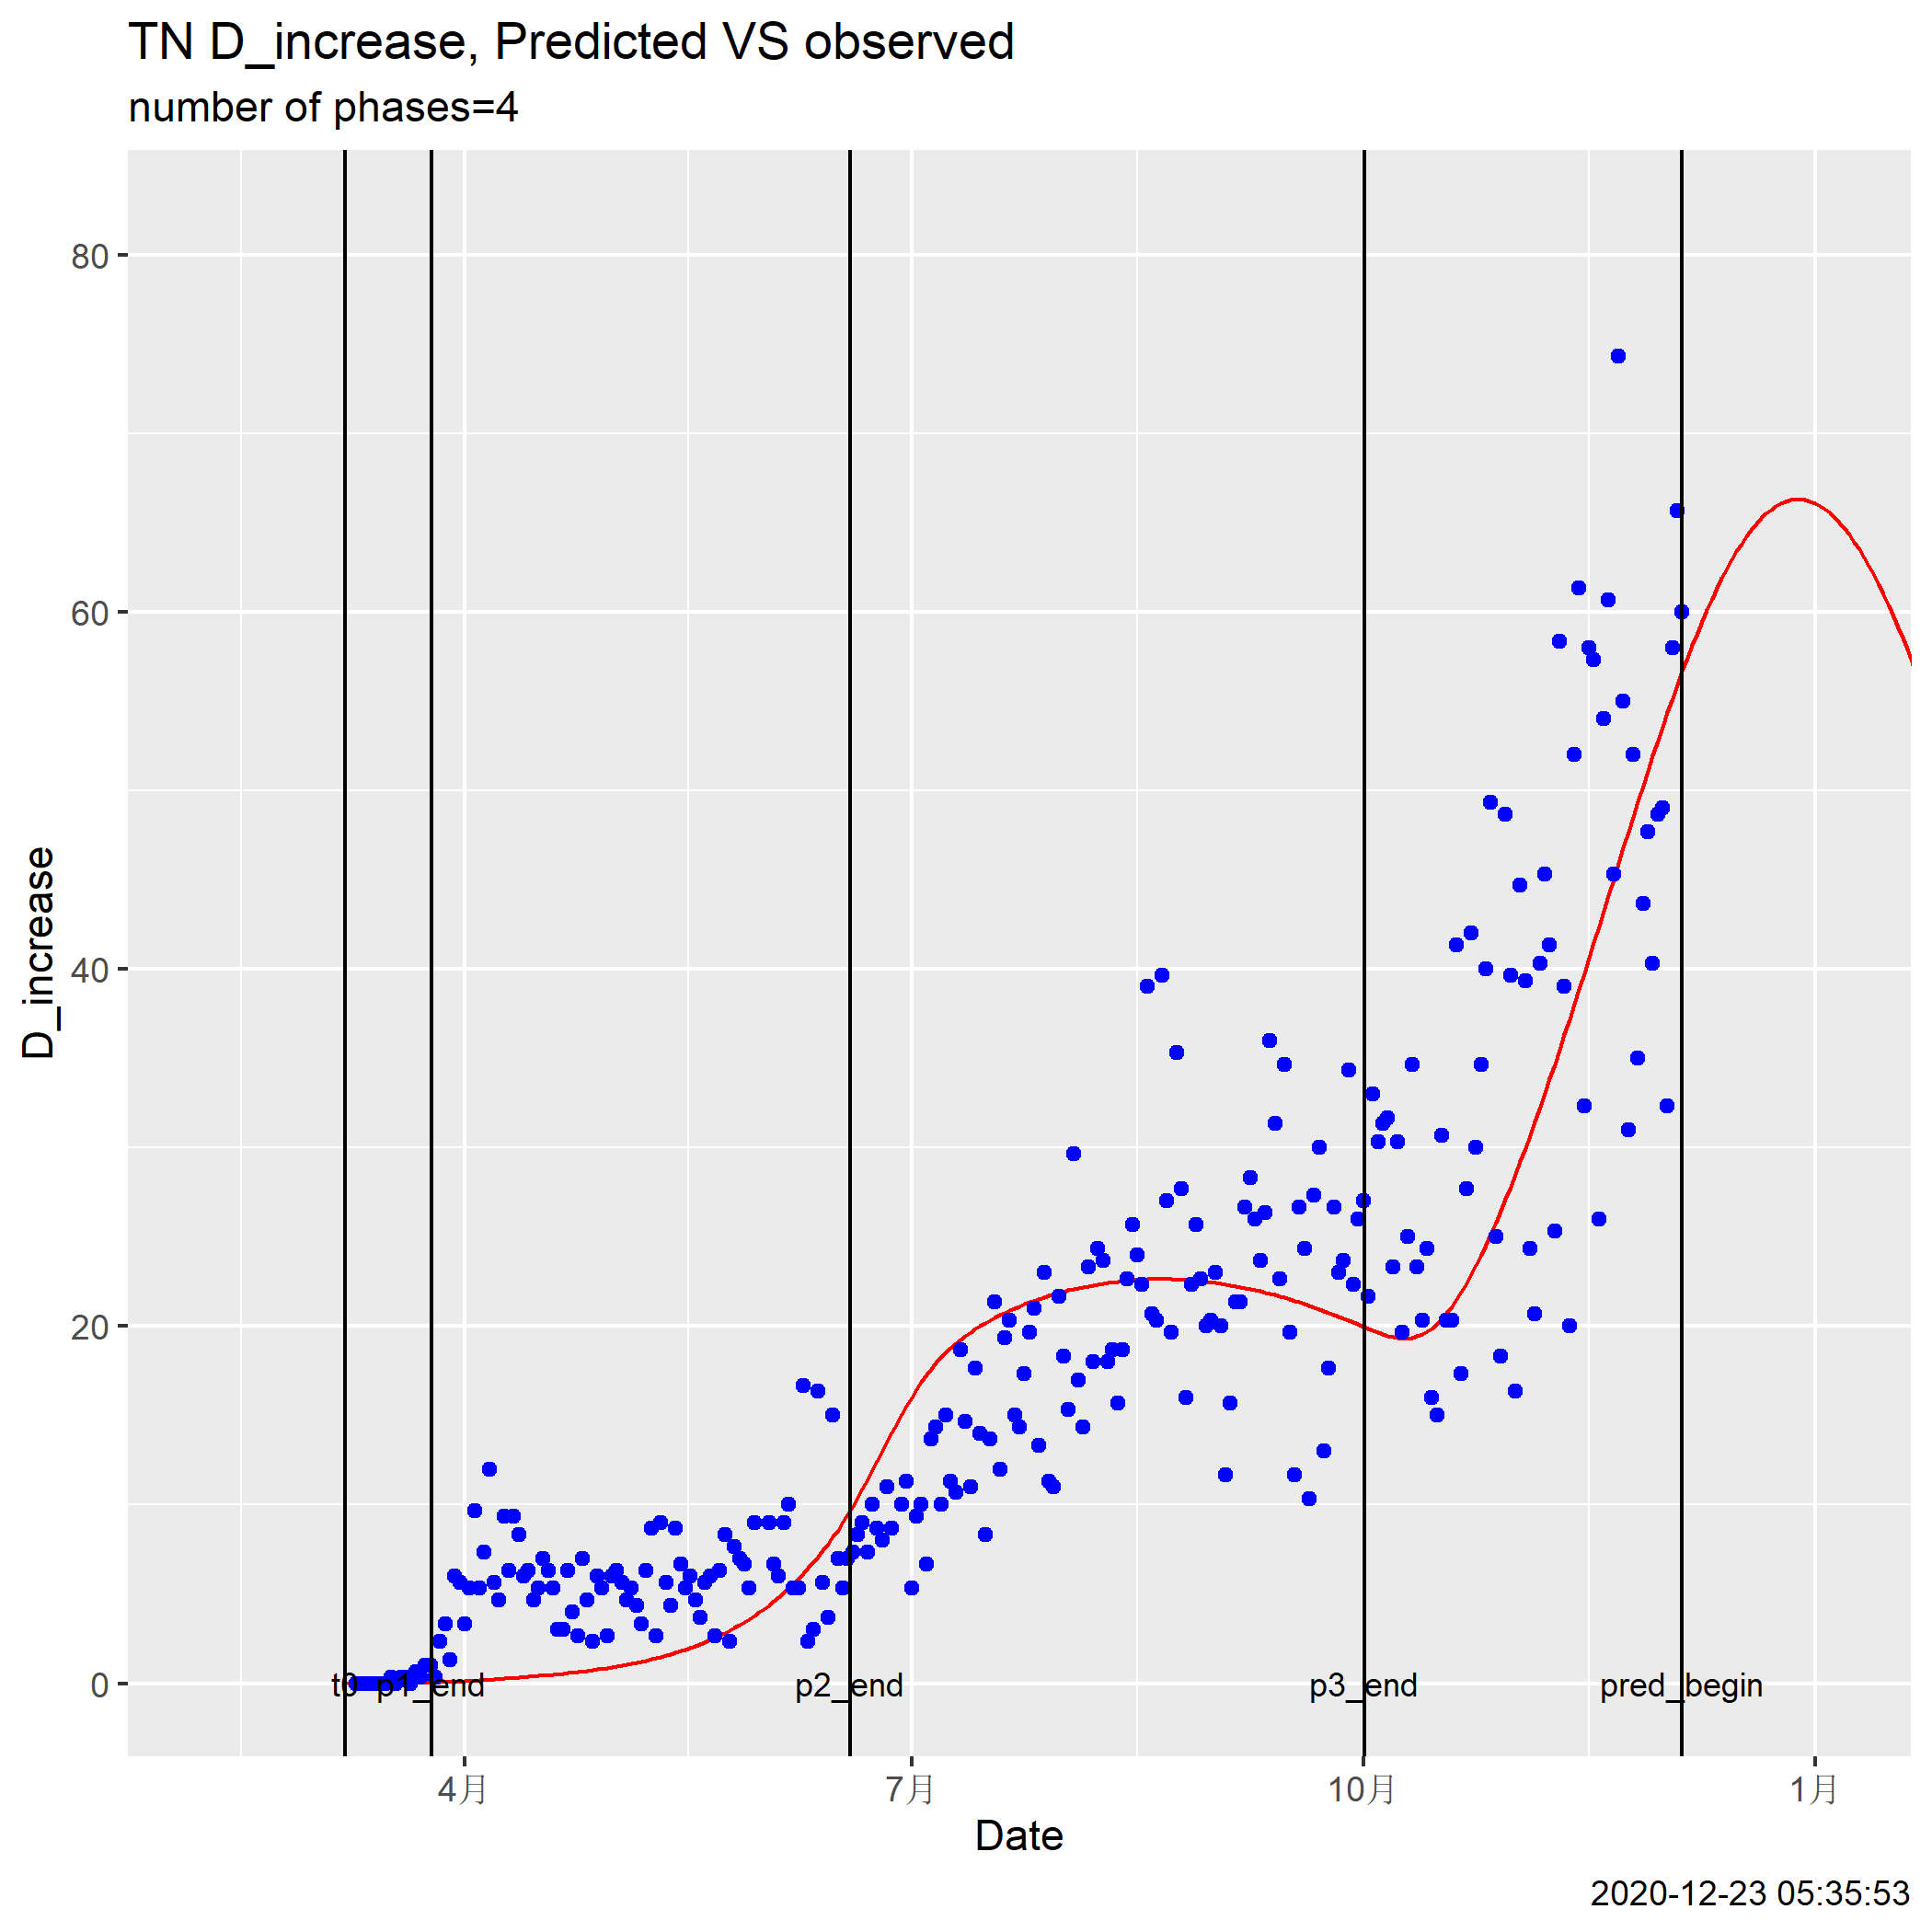 TN D_increase, Predicted VS observed
number of phases=4
80
60
40
20
0
D_increase
t0 p1_end p2_end p3_end pred_begin
4月 7月 10月 1月
Date
2020-12-23 05:35:53